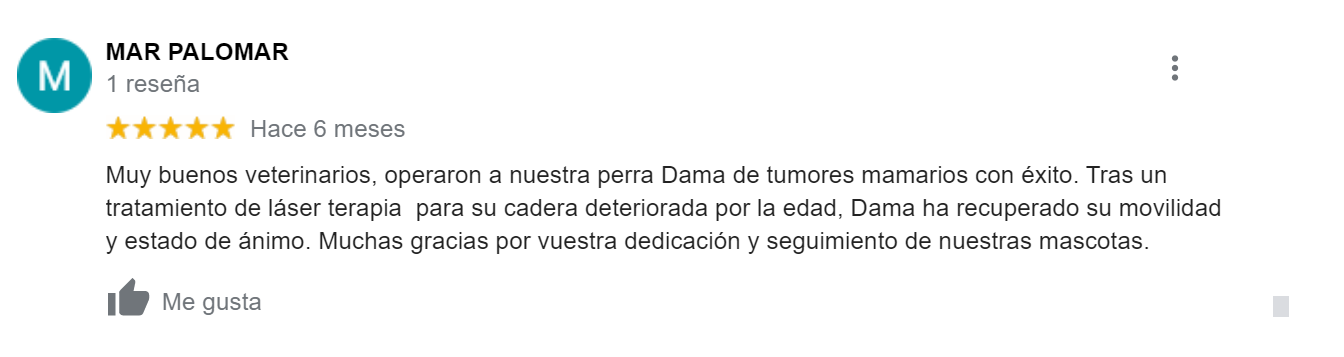 M
MAR PALOMAR
1 reseña
Hace 6 meses
Muy buenos veterinarios, operaron a nuestra perra Dama de tumores mamarios con éxito. Tras un
tratamiento de láser terapia  para su cadera deteriorada por la edad, Dama ha recuperado su movilidad
y estado de ánimo. Muchas gracias por vuestra dedicación y seguimiento de nuestras mascotas.
Me gusta